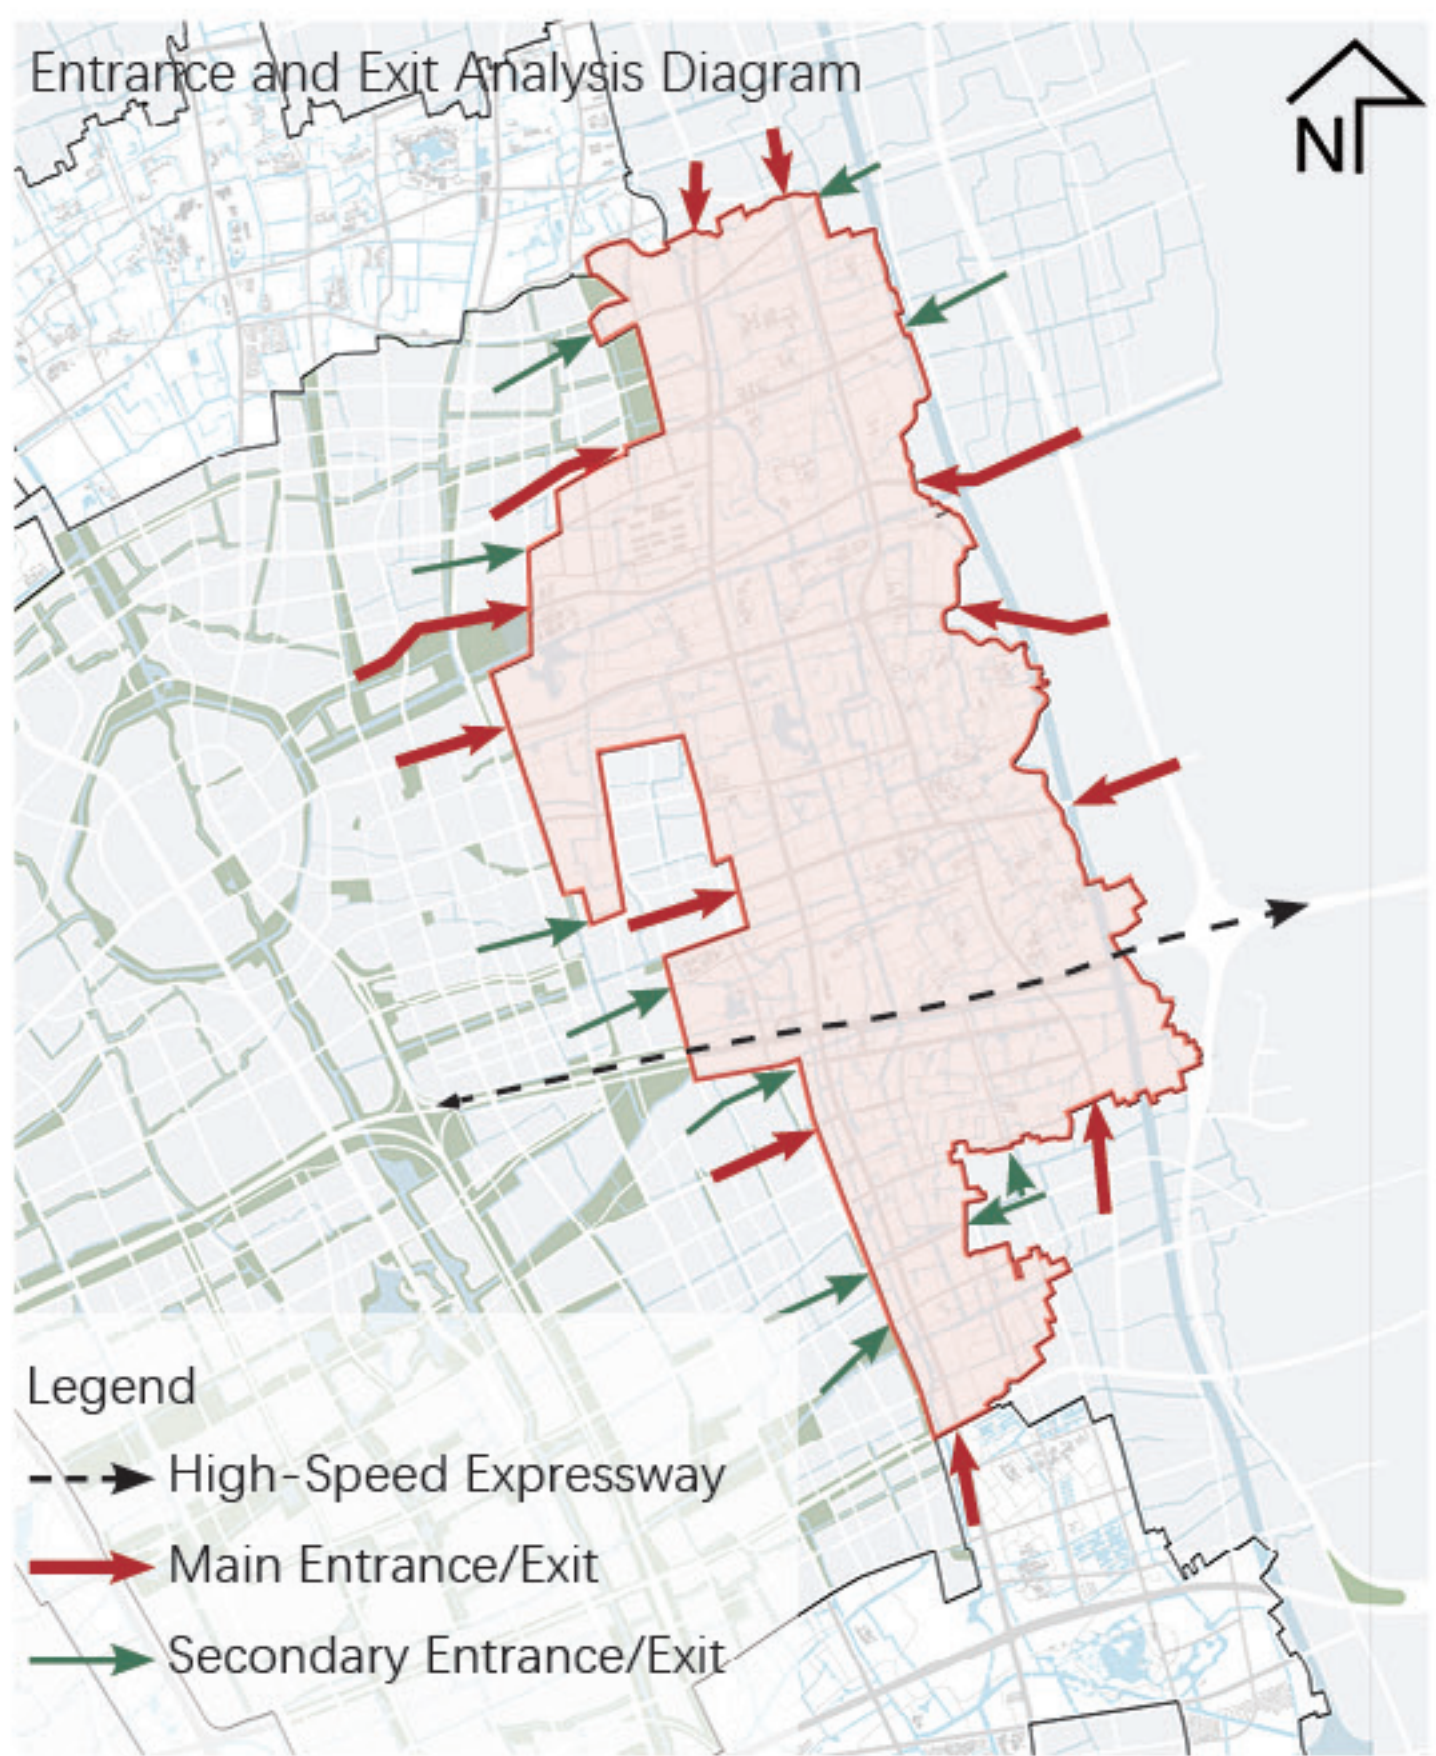 Entrance and Exit Analysis Diagram
N
Legend
High-Speed Expressway
Main Entrance/Exit
Secondary Entrance/Exit